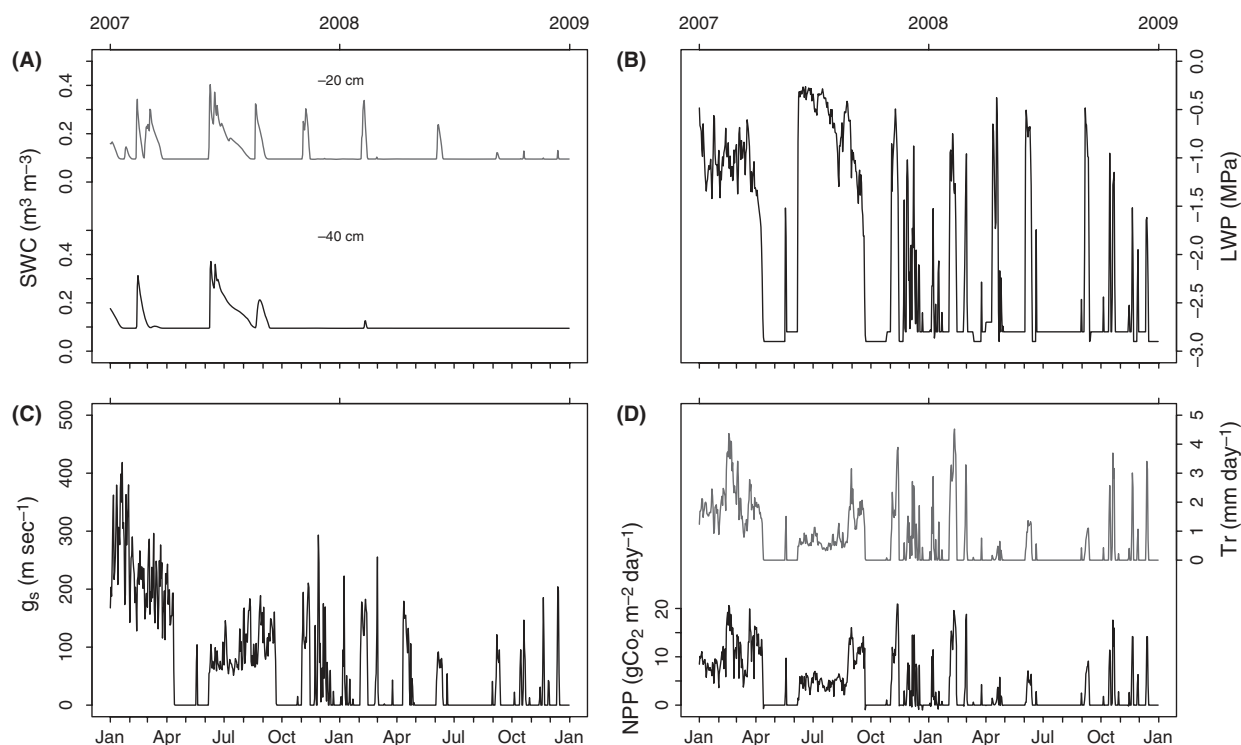 2007 2008 2009
2007 2008 2009
(A)
–20 cm
–40 cm
SWC (m³ m–³)
0.0 0.2 0.4
0.0 0.2 0.4
(B)
LWP (MPa)
0.0
–0.5
–1.0
–1.5
–2.0
–2.5
–3.0
(C)
gs (m sec–1)
500
400
300
200
100
0
Jan Apr Jul Oct Jan Apr Jul Oct Jan
(D)
Tr (mm day–1)
5
4
3
2
1
0
NPP (gCo2 m–2 day–1)
20
10
0
Jan Apr Jul Oct Jan Apr Jul Oct Jan